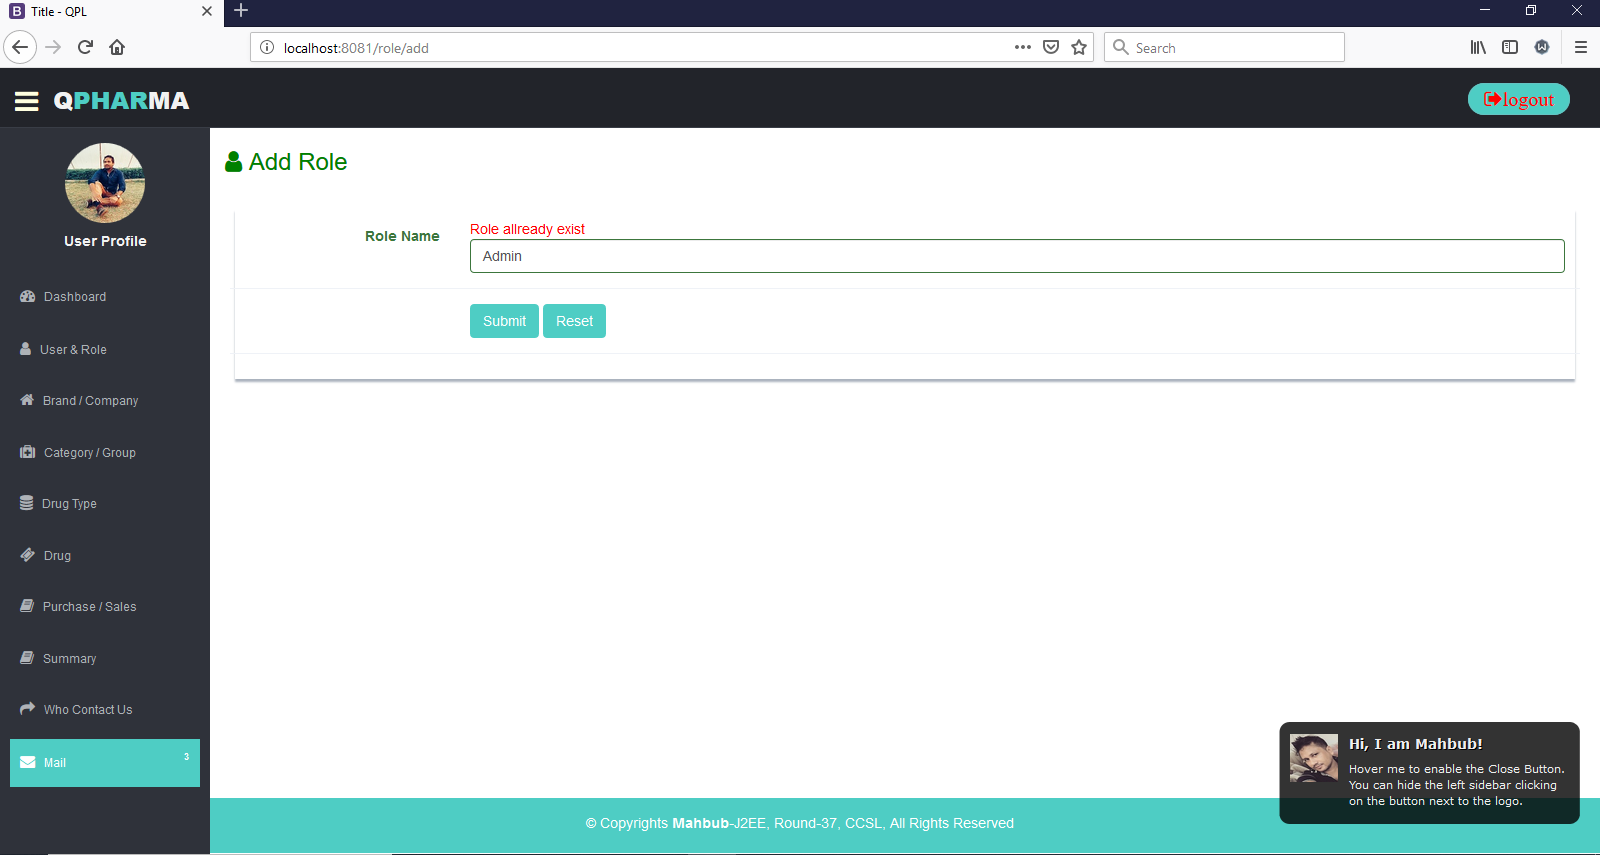 Title - QPL
localhost:8081/role/add
Search
QPHARMA
logout
User Profile
Dashboard
User & Role
Brand / Company
Category / Group
Drug Type
Drug
Purchase / Sales
Summary
Who Contact Us
Mail 3
Add Role
Role Name
Role allready exist
Admin
Submit Reset
Hi, I am Mahbub!
Hover me to enable the Close Button.
You can hide the left sidebar clicking
on the button next to the logo.
© Copyrights Mahbub-J2EE, Round-37, CCSL, All Rights Reserved